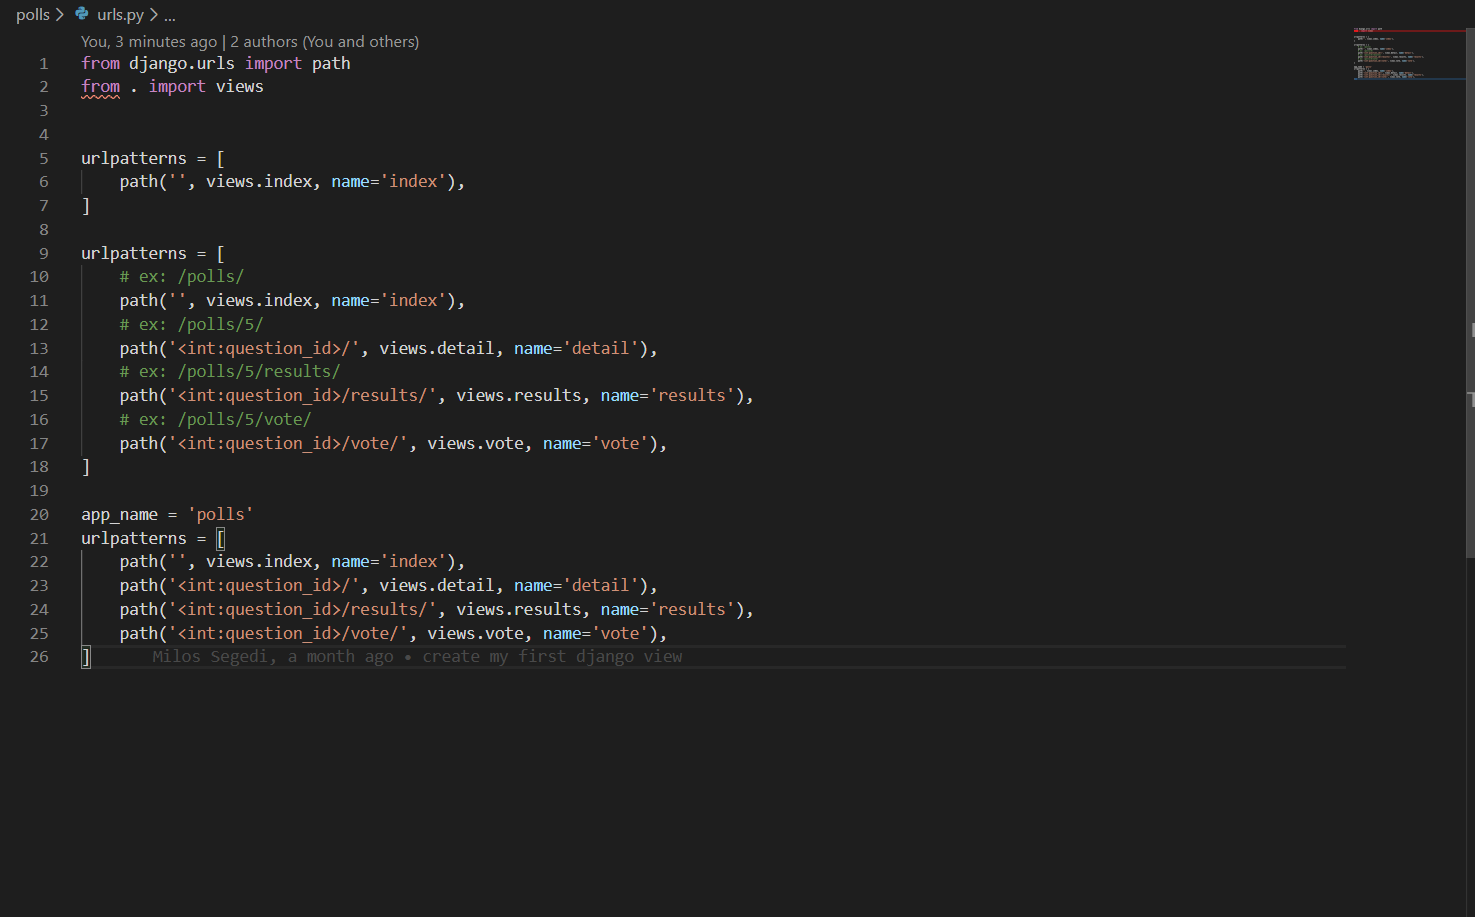 polls > urls.py > ...
You, 3 minutes ago | 2 authors (You and others)
1 from django.urls import path
2 from . import views
3
4
5 urlpatterns = [
6     path('', views.index, name='index'),
7 ]
8
9 urlpatterns = [
10     # ex: /polls/
11     path('', views.index, name='index'),
12     # ex: /polls/5/
13     path('<int:question_id>/', views.detail, name='detail'),
14     # ex: /polls/5/results/
15     path('<int:question_id>/results/', views.results, name='results'),
16     # ex: /polls/5/vote/
17     path('<int:question_id>/vote/', views.vote, name='vote'),
18 ]
19
20 app_name = 'polls'
21 urlpatterns = [
22     path('', views.index, name='index'),
23     path('<int:question_id>/', views.detail, name='detail'),
24     path('<int:question_id>/results/', views.results, name='results'),
25     path('<int:question_id>/vote/', views.vote, name='vote'),
26 ] Milos Segedi, a month ago • create my first django view